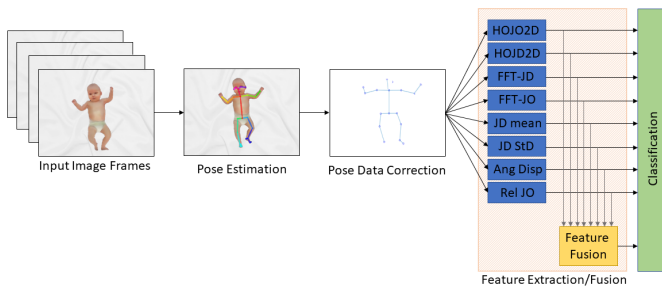 Input Image Frames
Pose Estimation
Pose Data Correction
HOJO2D
HOJD2D
FFT-JD
FFT-JO
JD mean
JD StD
Ang Disp
Rel JO
Feature
Fusion
Feature Extraction/Fusion
Classification